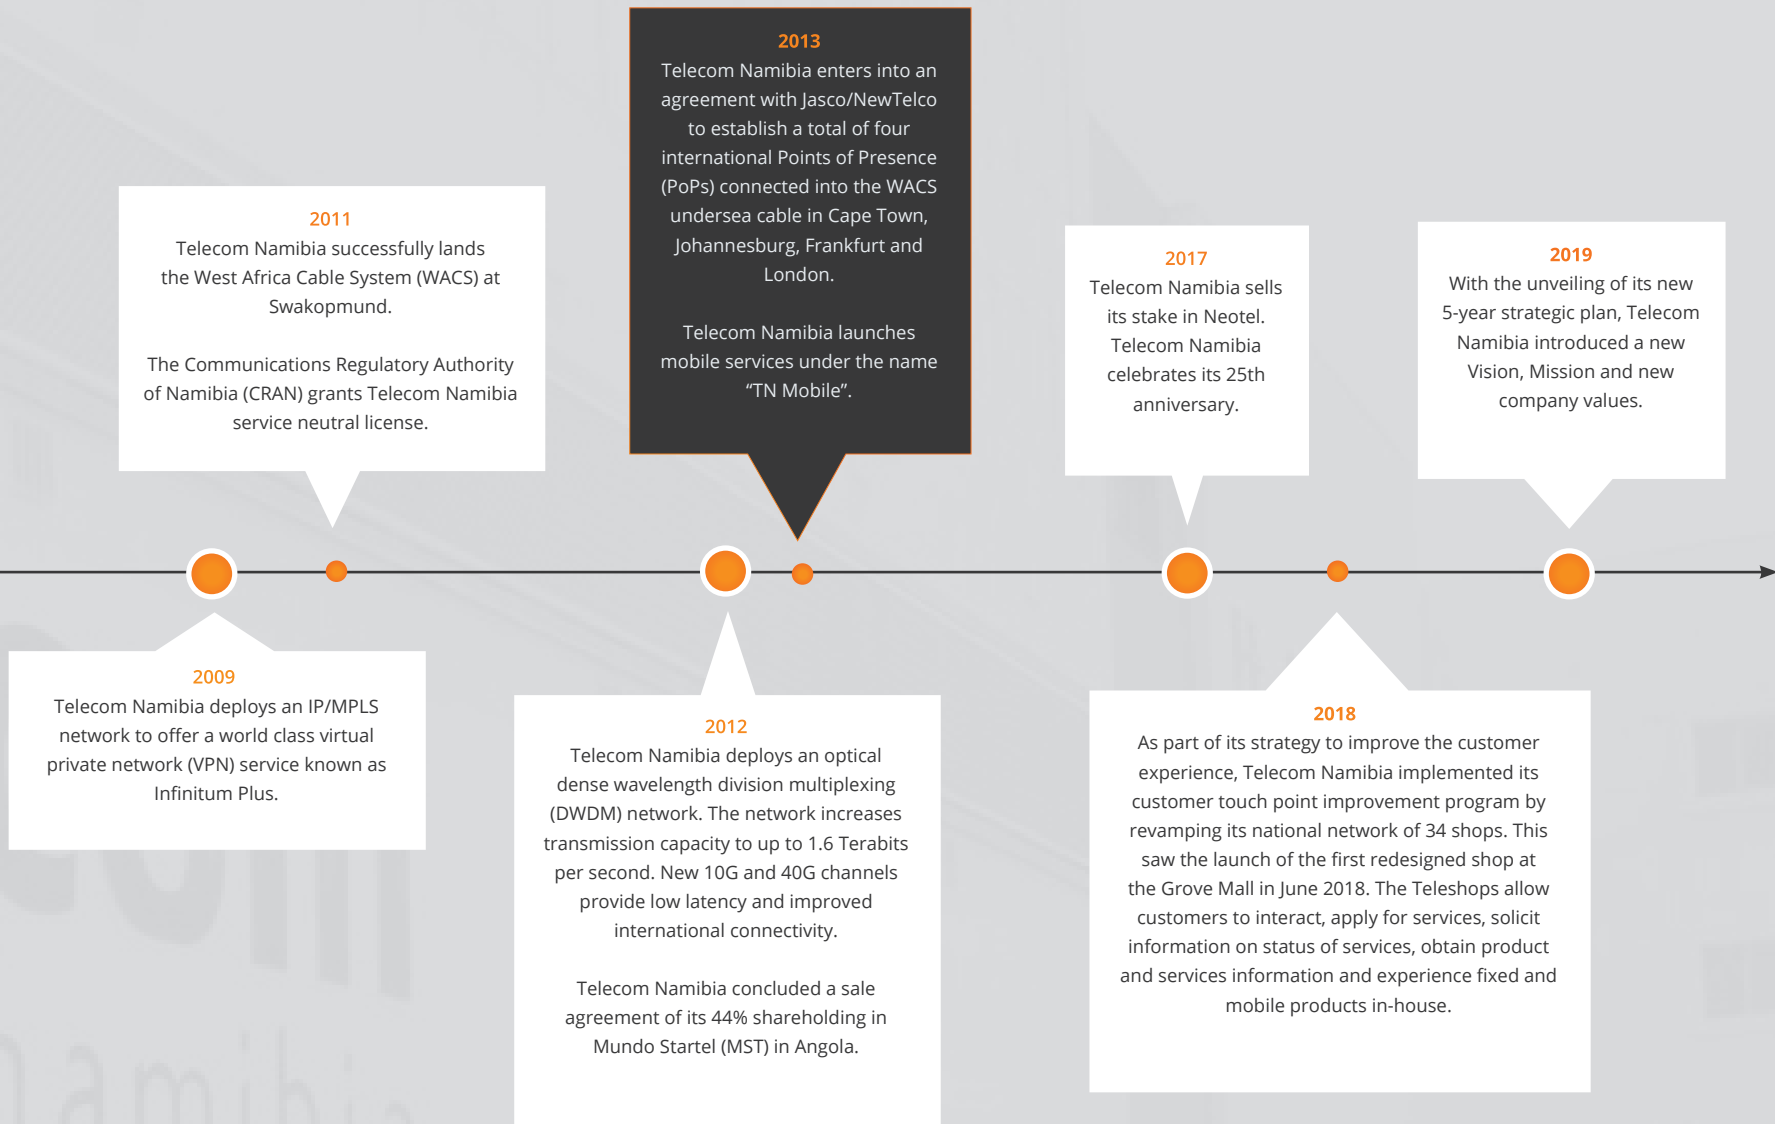 2013
Telecom Namibia enters into an
agreement with Jasco/NewTelco
to establish a total of four
international Points of Presence
(PoPs) connected into the WACS
undersea cable in Cape Town,
Johannesburg, Frankfurt and
London.
Telecom Namibia launches
mobile services under the name
“TN Mobile”.
2011
Telecom Namibia successfully lands
the West Africa Cable System (WACS) at
Swakopmund.
The Communications Regulatory Authority
of Namibia (CRAN) grants Telecom Namibia
service neutral license.
2017
Telecom Namibia sells
its stake in Neotel.
Telecom Namibia
celebrates its 25th
anniversary.
2019
With the unveiling of its new
5-year strategic plan, Telecom
Namibia introduced a new
Vision, Mission and new
company values.
2009
Telecom Namibia deploys an IP/MPLS
network to offer a world class virtual
private network (VPN) service known as
Infinitum Plus.
2012
Telecom Namibia deploys an optical
dense wavelength division multiplexing
(DWDM) network. The network increases
transmission capacity to up to 1.6 Terabits
per second. New 10G and 40G channels
provide low latency and improved
international connectivity.
Telecom Namibia concluded a sale
agreement of its 44% shareholding in
Mundo Startel (MST) in Angola.
2018
As part of its strategy to improve the customer
experience, Telecom Namibia implemented its
customer touch point improvement program by
revamping its national network of 34 shops. This
saw the launch of the first redesigned shop at
the Grove Mall in June 2018. The Teleshops allow
customers to interact, apply for services, solicit
information on status of services, obtain product
and services information and experience fixed and
mobile products in-house.
com
namibia